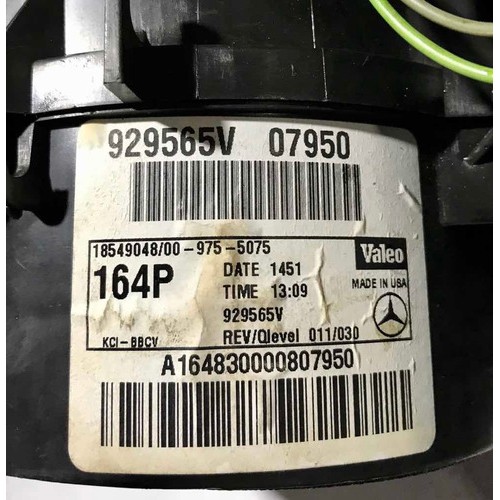 929565V 07950
18549048/00-975-5075
Valeo
164P
DATE 1451
MADE IN USA
TIME 13:09
929565V
KCI-BBCV
REV/Qlevel 011/030
A164830000807950